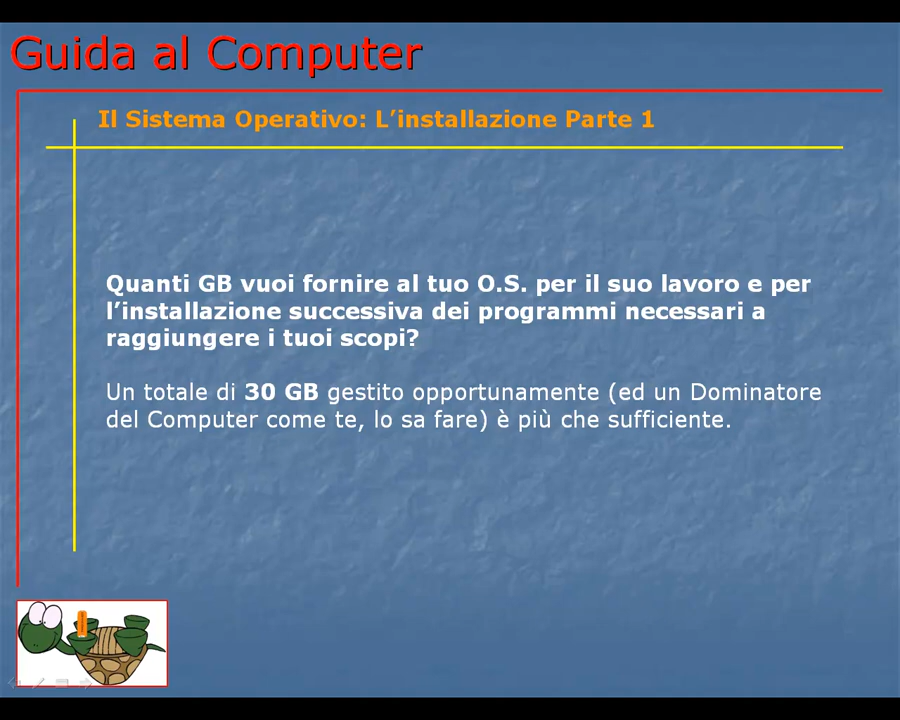 Guida al Computer
Il Sistema Operativo: L’installazione Parte 1
Quanti GB vuoi fornire al tuo O.S. per il suo lavoro e per
l’installazione successiva dei programmi necessari a
raggiungere i tuoi scopi?
Un totale di 30 GB gestito opportunamente (ed un Dominatore
del Computer come te, lo sa fare) è più che sufficiente.